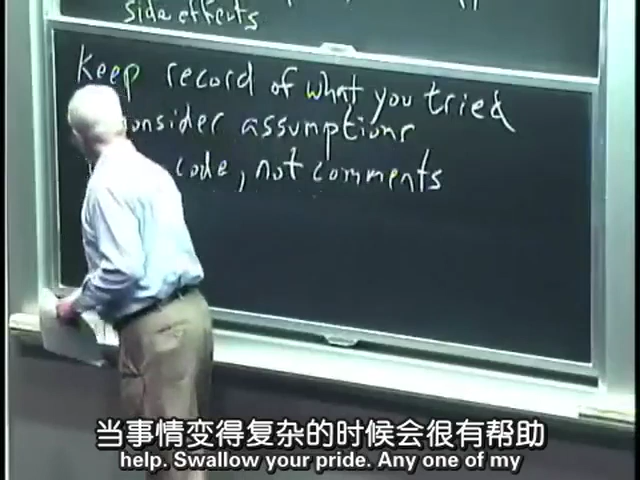 side effects
Keep record of what you tried
onsider assumptions
code, not comments
当事情变得复杂的时候会很有帮助
help. Swallow your pride. Any one of my